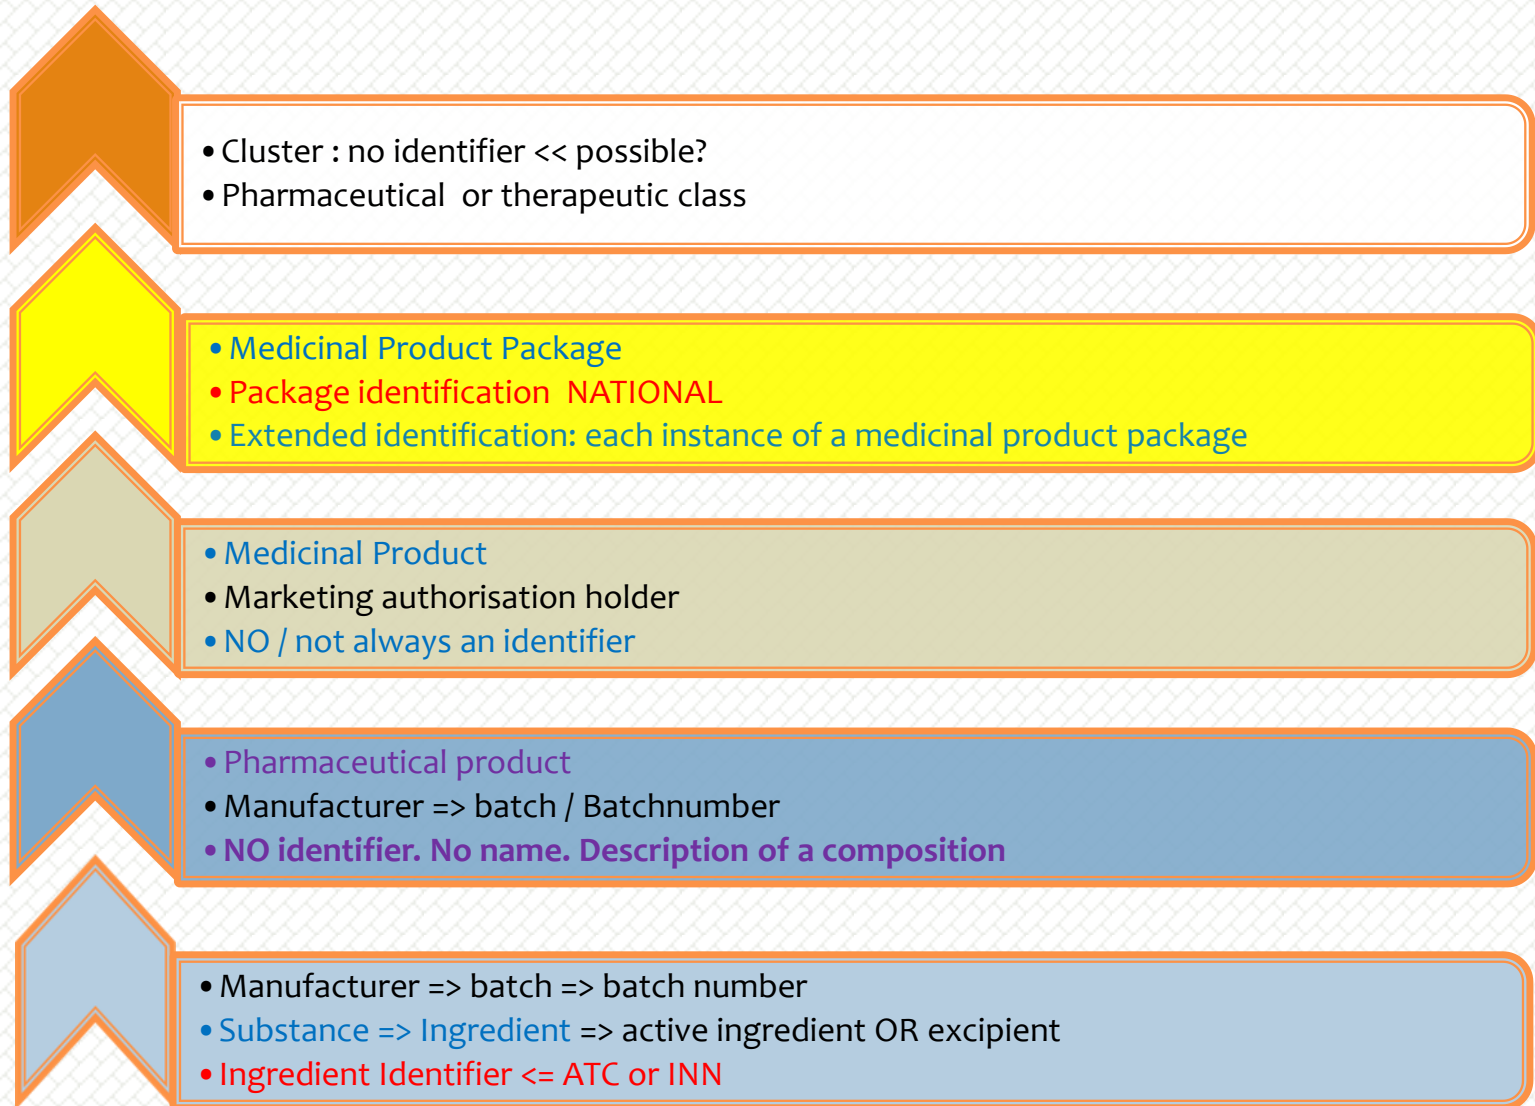 • Cluster : no identifier << possible?
• Pharmaceutical or therapeutic class
• Medicinal Product Package
• Package identification NATIONAL
• Extended identification: each instance of a medicinal product package
• Medicinal Product
• Marketing authorisation holder
• NO / not always an identifier
• Pharmaceutical product
• Manufacturer => batch / Batchnumber
• NO identifier. No name. Description of a composition
• Manufacturer => batch => batch number
• Substance => Ingredient => active ingredient OR excipient
• Ingredient Identifier <= ATC or INN